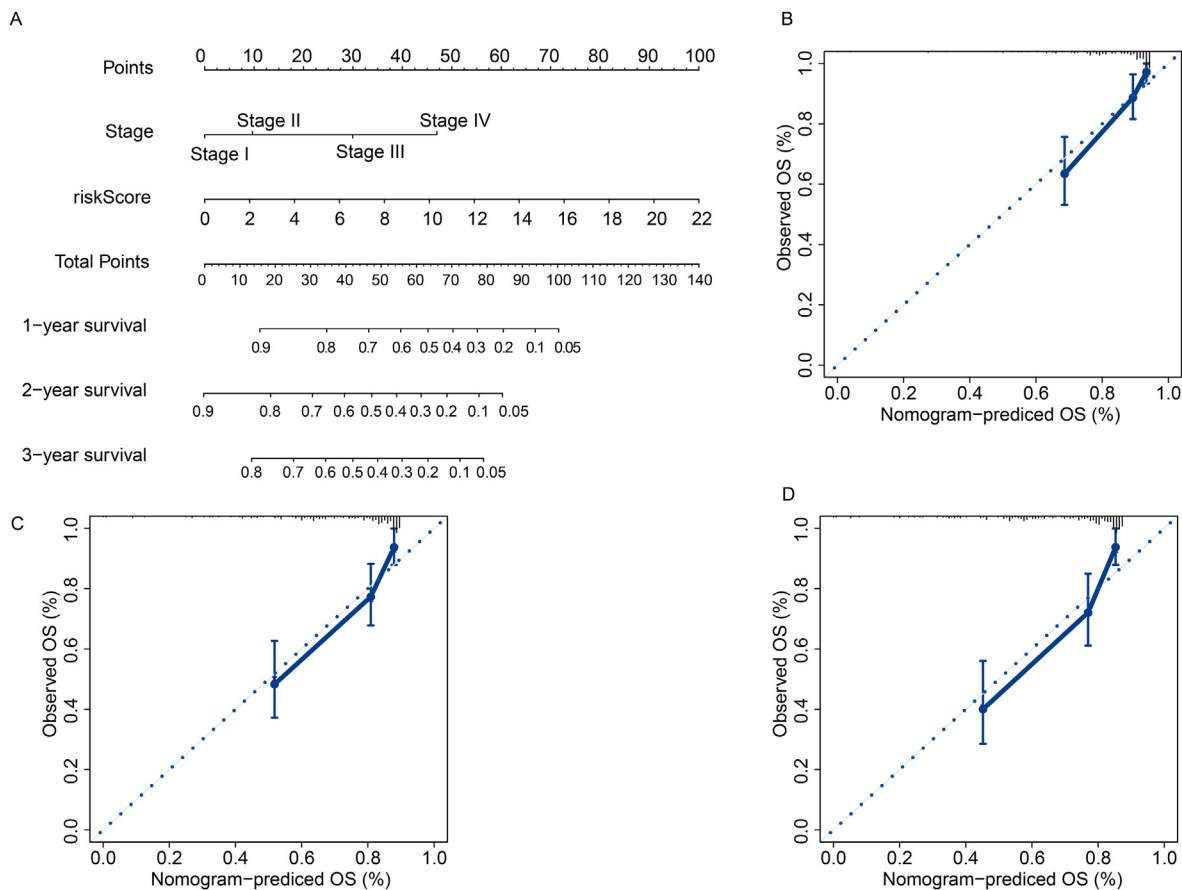 A
Points
0 10 20 30 40 50 60 70 80 90 100
Stage
Stage II Stage IV
Stage I Stage III
riskScore
0 2 4 6 8 10 12 14 16 18 20 22
Total Points
0 10 20 30 40 50 60 70 80 90 100 110 120 130 140
1−year survival
0.9 0.8 0.7 0.6 0.5 0.4 0.3 0.2 0.1 0.05
2−year survival
0.9 0.8 0.7 0.6 0.5 0.4 0.3 0.2 0.1 0.05
3−year survival
0.8 0.7 0.6 0.5 0.4 0.3 0.2 0.1 0.05
B
Observed OS (%)
0.0 0.2 0.4 0.6 0.8 1.0
0.0 0.2 0.4 0.6 0.8 1.0
Nomogram−prediced OS (%)
C
Observed OS (%)
0.0 0.2 0.4 0.6 0.8 1.0
0.0 0.2 0.4 0.6 0.8 1.0
Nomogram−prediced OS (%)
D
Observed OS (%)
0.0 0.2 0.4 0.6 0.8 1.0
0.0 0.2 0.4 0.6 0.8 1.0
Nomogram−prediced OS (%)